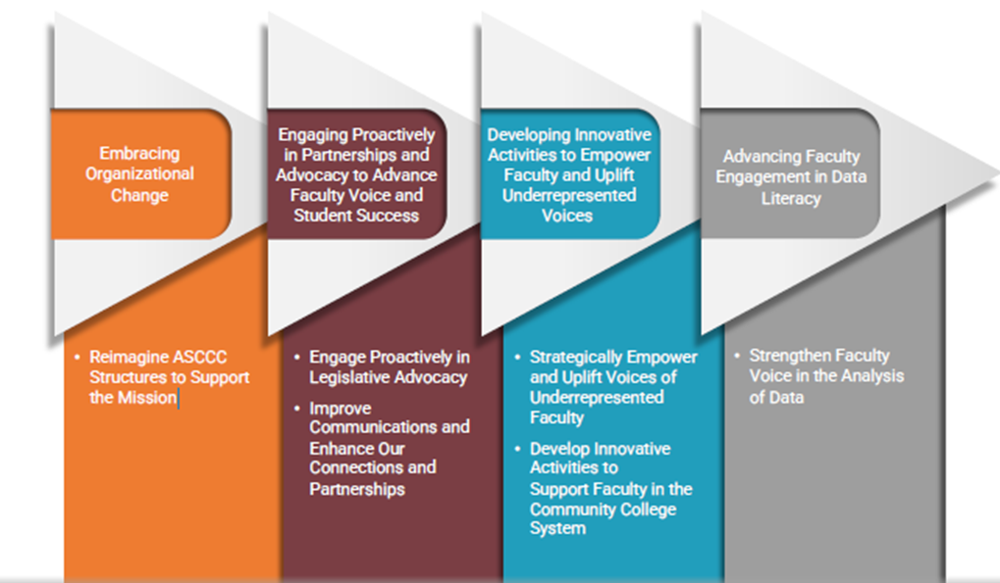 Embracing
Organizational
Change
Engaging Proactively
in Partnerships and
Advocacy to Advance
Faculty Voice and
Student Success
Developing Innovative
Activities to Empower
Faculty and Uplift
Underrepresented
Voices
Advancing Faculty
Engagement in Data
Literacy
• Reimagine ASCCC
Structures to Support
the Mission
• Engage Proactively in
Legislative Advocacy
• Improve
Communications and
Enhance Our
Connections and
Partnerships
• Strategically Empower
and Uplift Voices of
Underrepresented
Faculty
• Develop Innovative
Activities to
Support Faculty in the
Community College
System
• Strengthen Faculty
Voice in the Analysis
of Data